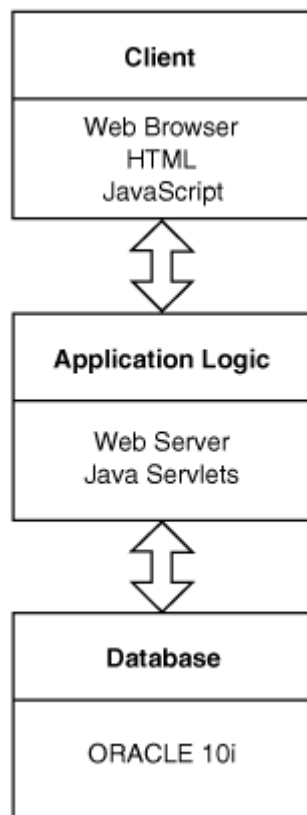 Client
Web Browser
HTML
JavaScript
Application Logic
Web Server
Java Servlets
Database
ORACLE 10i